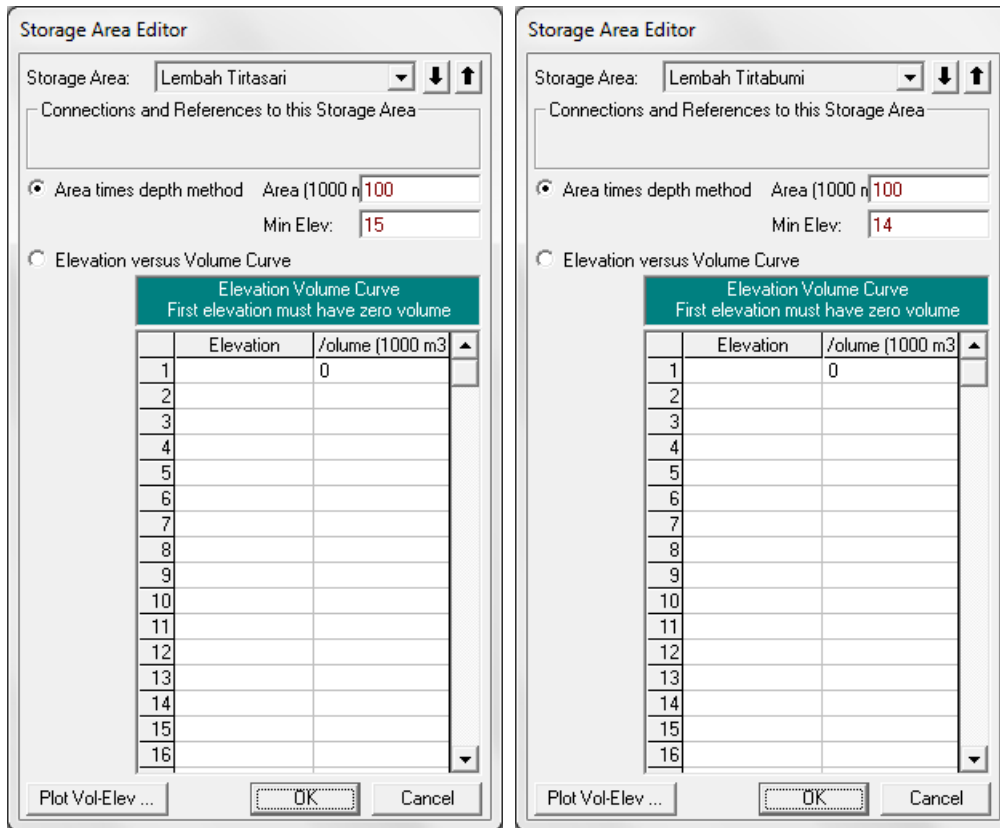 Storage Area Editor
Storage Area: Lembah Tirtasari
Connections and References to this Storage Area
Area times depth method Area (1000 m 100
Min Elev: 15
Elevation versus Volume Curve
Elevation Volume Curve
First elevation must have zero volume
Elevation /olume (1000 m3
1 0
2
3
4
5
6
7
8
9
10
11
12
13
14
15
16
Plot Vol-Elev ... OK Cancel
Storage Area Editor
Storage Area: Lembah Tirtabumi
Connections and References to this Storage Area
Area times depth method Area (1000 m 100
Min Elev: 14
Elevation versus Volume Curve
Elevation Volume Curve
First elevation must have zero volume
Elevation /olume (1000 m3
1 0
2
3
4
5
6
7
8
9
10
11
12
13
14
15
16
Plot Vol-Elev ... OK Cancel